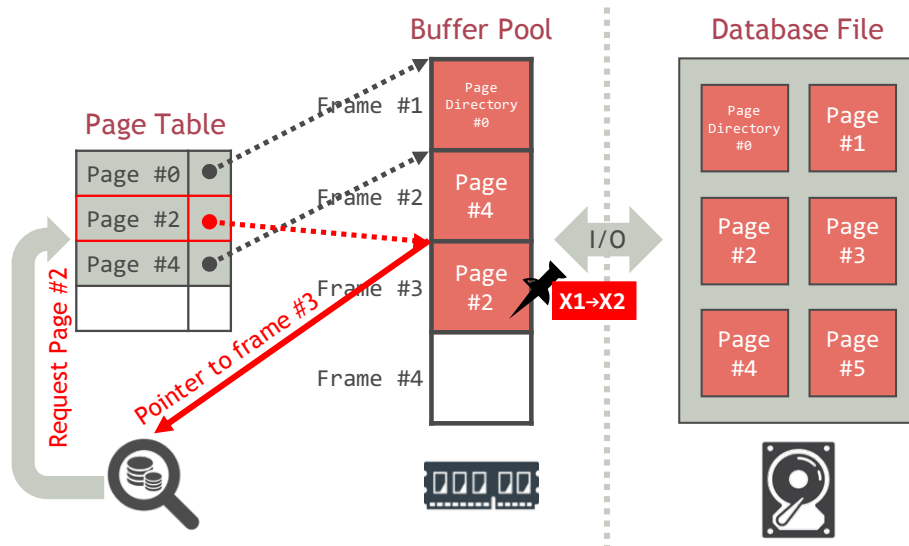 Buffer Pool
Database File
Page Table
Page #0
Page #2
Page #4
Request Page #2
Pointer to frame #3
Frame #1
Frame #2
Frame #3
Frame #4
Page
Directory
#0
Page
#4
Page
#2
X1→X2
I/O
Page
Directory
#0
Page
#1
Page
#2
Page
#3
Page
#4
Page
#5